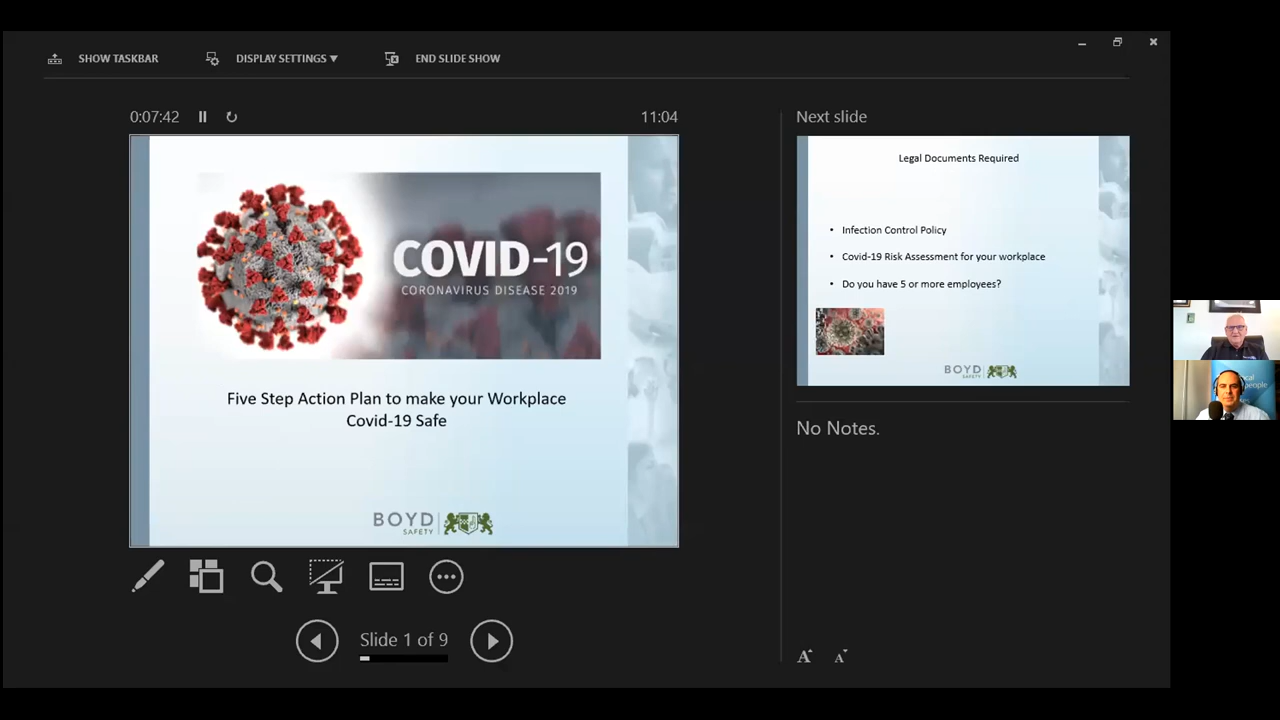 SHOW TASKBAR
DISPLAY SETTINGS ▼
END SLIDE SHOW
0:07:42
11:04
COVID-19
CORONAVIRUS DISEASE 2019
Five Step Action Plan to make your Workplace
Covid-19 Safe
BOYD
SAFETY
Slide 1 of 9
Next slide
Legal Documents Required
• Infection Control Policy
• Covid-19 Risk Assessment for your workplace
• Do you have 5 or more employees?
BOYD
SAFETY
No Notes.
A A
people